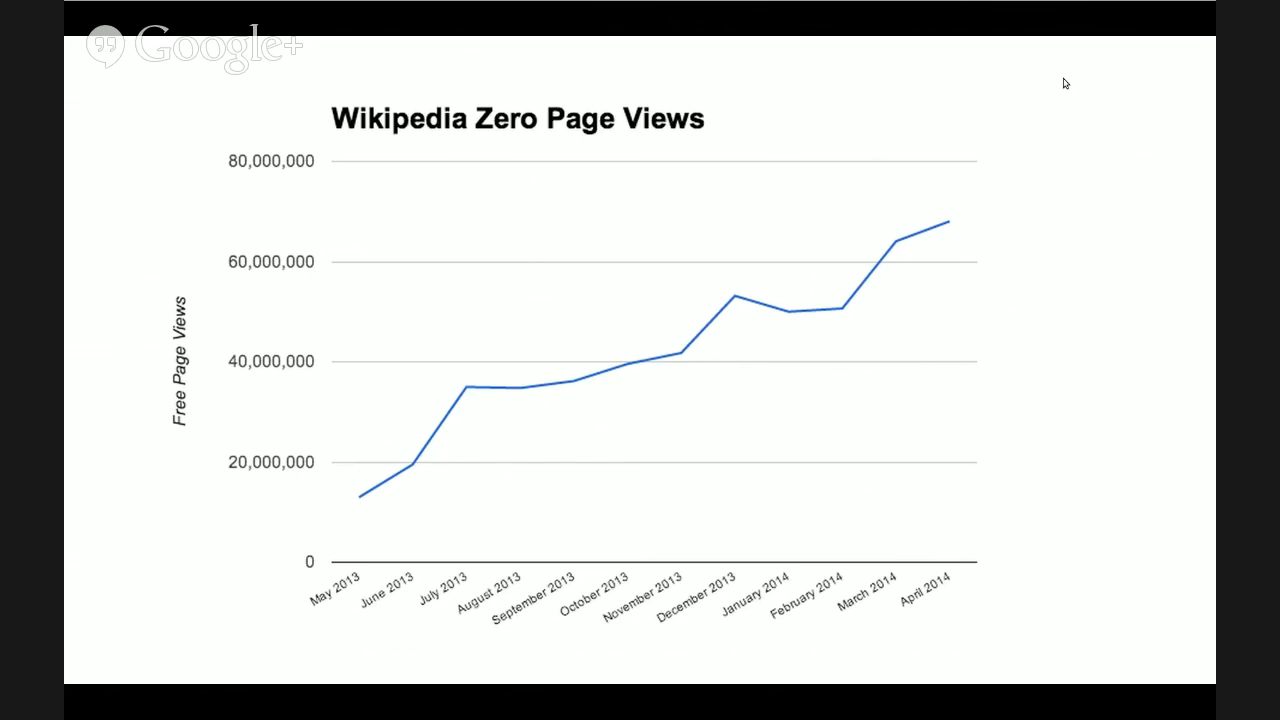 Google+
Wikipedia Zero Page Views
80,000,000
60,000,000
40,000,000
20,000,000
0
Free Page Views
May 2013
June 2013
July 2013
August 2013
September 2013
October 2013
November 2013
December 2013
January 2014
February 2014
March 2014
April 2014